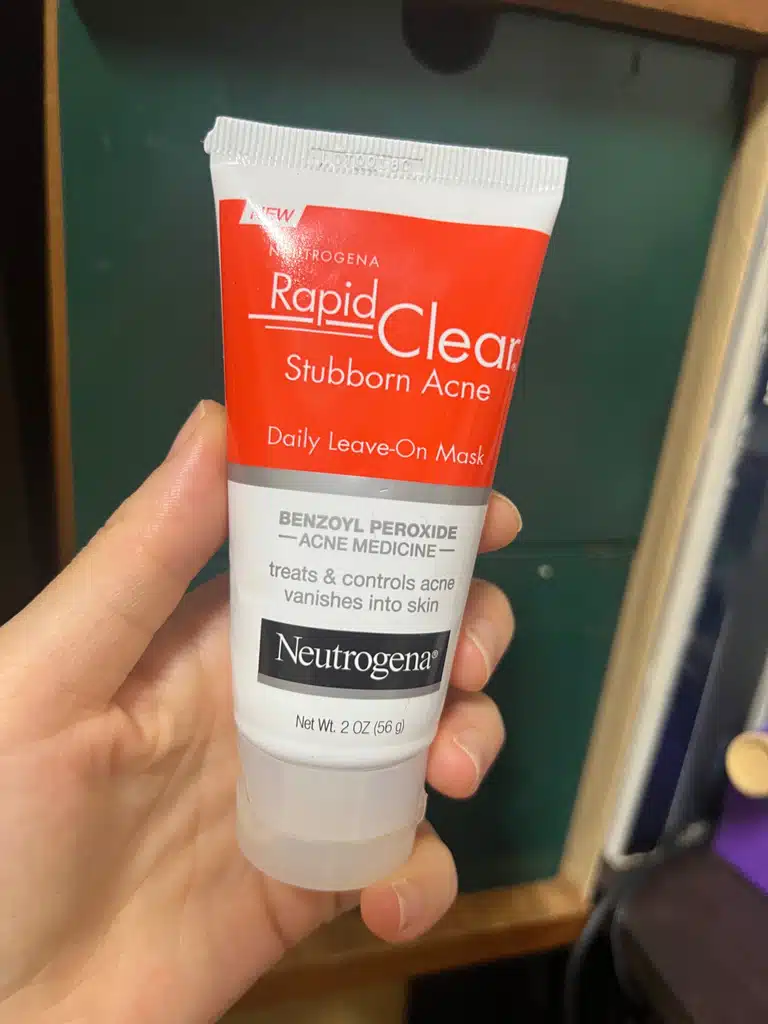 NEW
NEUTROGENA
Rapid Clear®
Stubborn Acne
Daily Leave-On Mask
BENZOYL PEROXIDE
—ACNE MEDICINE—
treats & controls acne
vanishes into skin
Neutrogena®
Net Wt. 2 OZ (56 g)